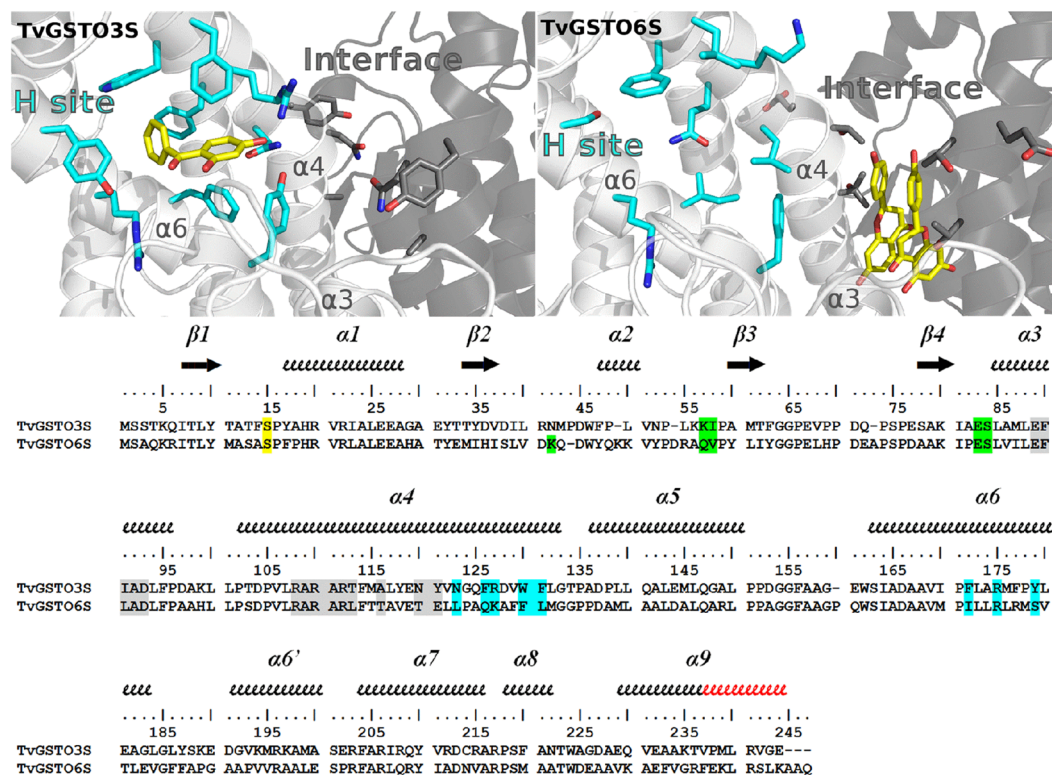 TvGSTO3S
Interface
H site
α4
α6
α3
TvGSTO6S
Interface
H site
α4
α6
α3
β1 α1 β2 α2 β3 β4 α3
5 15 25 35 45 55 65 75 85
TvGSTO3S MSSTKQITLY TATFSPYAHR VRIALEEAGA EYTTYDVDIL RNMPDWFP-L VNP-LKKIPA MTFGGPEVPP DQ-PSPESAK IAESLAMLEF
TvGSTO6S MSAQKRITLY MASASPFPHR VRLALEEAHA TYEMIHISLV DKQ-DWYQKK VYPDRAQVPY LIYGGPELHP DEAPSPDAAK IPESLVILEF
α4 α5 α6
95 105 115 125 135 145 155 165 175
TvGSTO3S IADLFPDAKL LPTDPVLRAR ARTFMALYEN YVNGQFRDVW FLGTPADPLL QALEMLQGAL PPDGGFAAG- EWSIADAAVI PFLARMFPYL
TvGSTO6S LADLFPAAHL LPSDPVLRAR ARLFTTAVET ELLPAQKAFF LMGGPPDAML AALDALQARL PPAGGFAAGP QWSIADAAVM PILLRLRMSV
α6’ α7 α8 α9
185 195 205 215 225 235 245
TvGSTO3S EAGLGLYSKE DGVKMRKAMA SERFARIRQY VRDCRARPSF ANTWAGDAEQ VEAAKTVPML RVGE---
TvGSTO6S TLEVGFFAPG AAPVVRAALE SPRFARLQRY IADNVARPSM AATWDEAAVK AEFVGRFEKL RSLKAAQ